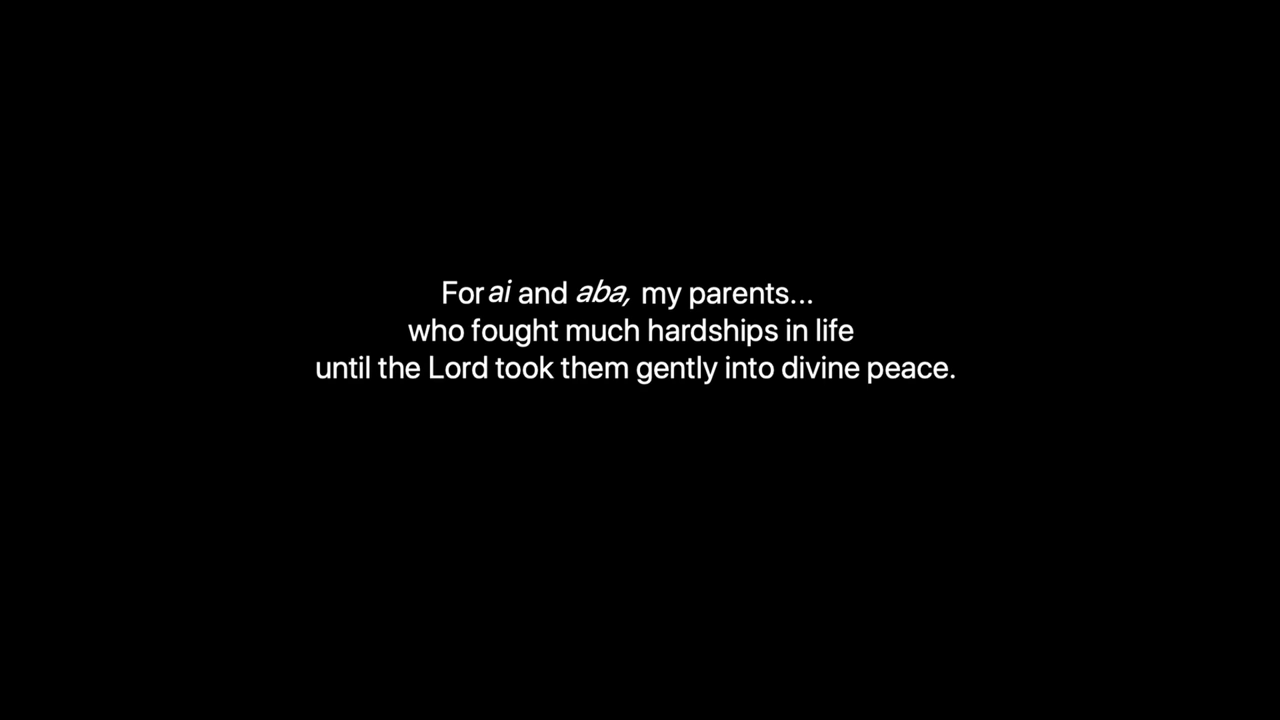 For ai and aba, my parents...
who fought much hardships in life
until the Lord took them gently into divine peace.